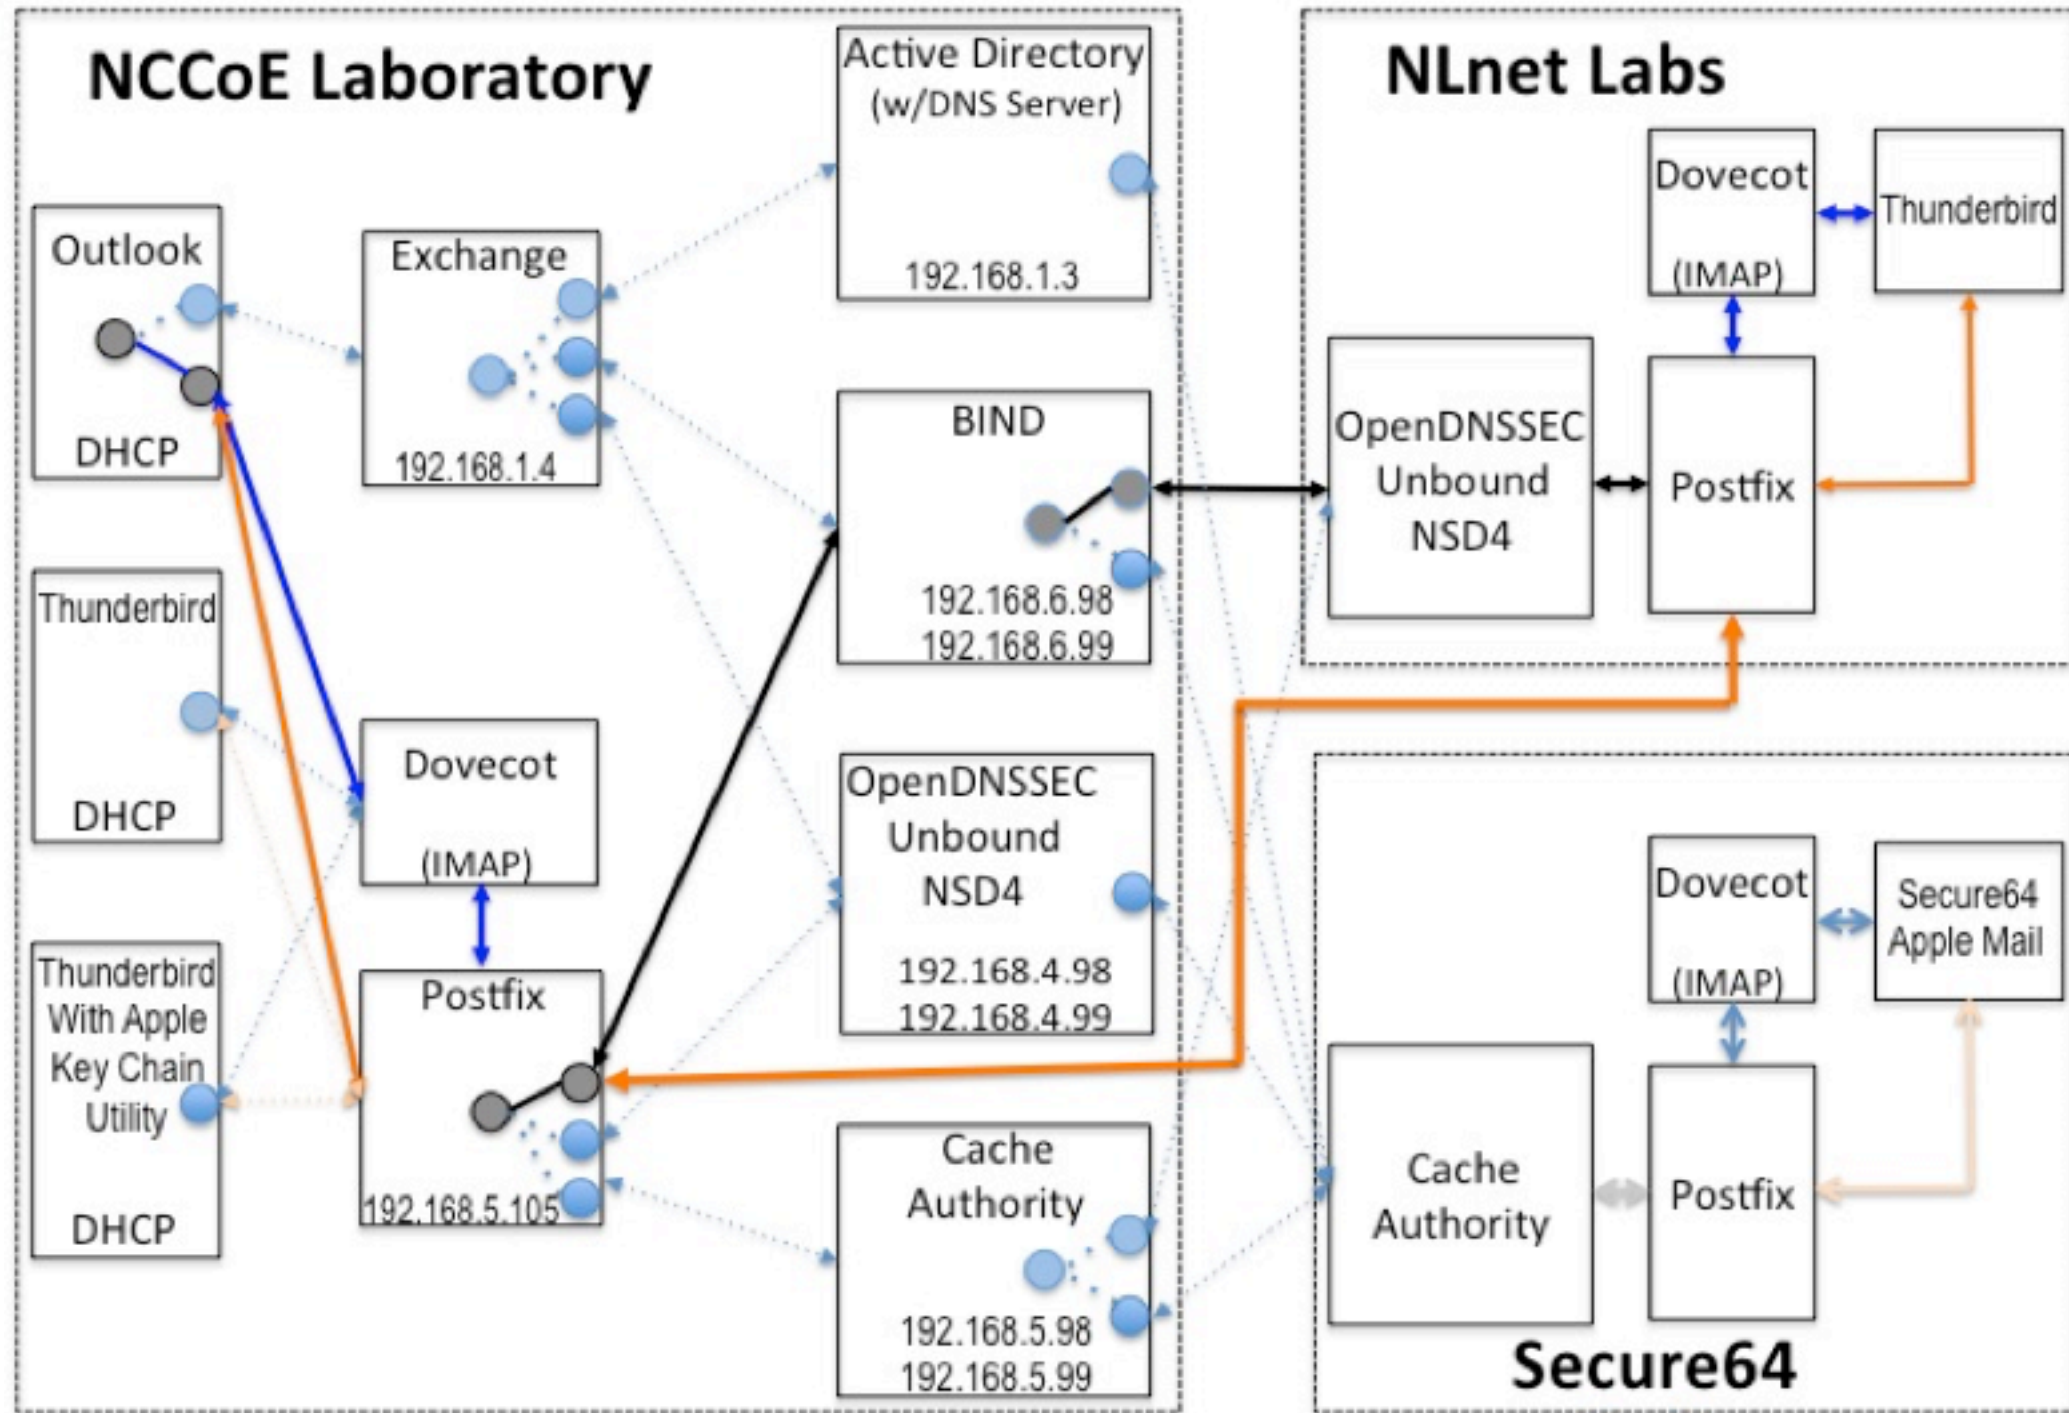 NCCoE Laboratory
Outlook
DHCP
Thunderbird
DHCP
Thunderbird
With Apple
Key Chain
Utility
DHCP
Exchange
192.168.1.4
Dovecot
(IMAP)
Postfix
192.168.5.105
Active Directory
(w/DNS Server)
192.168.1.3
BIND
192.168.6.98
192.168.6.99
OpenDNSSEC
Unbound
NSD4
192.168.4.98
192.168.4.99
Cache
Authority
192.168.5.98
192.168.5.99
NLnet Labs
Dovecot
(IMAP)
Thunderbird
OpenDNSSEC
Unbound
NSD4
Postfix
Dovecot
(IMAP)
Secure64
Apple Mail
Cache
Authority
Postfix
Secure64